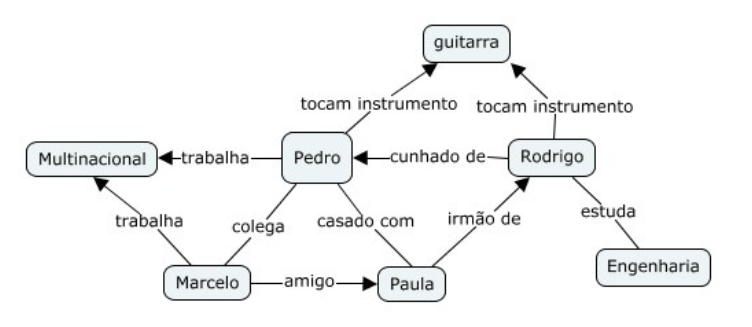 guitarra
tocam instrumento
tocam instrumento
Multinacional
trabalha
Pedro
cunhado de
Rodrigo
trabalha
colega
casado com
irmão de
estuda
Marcelo
amigo
Paula
Engenharia